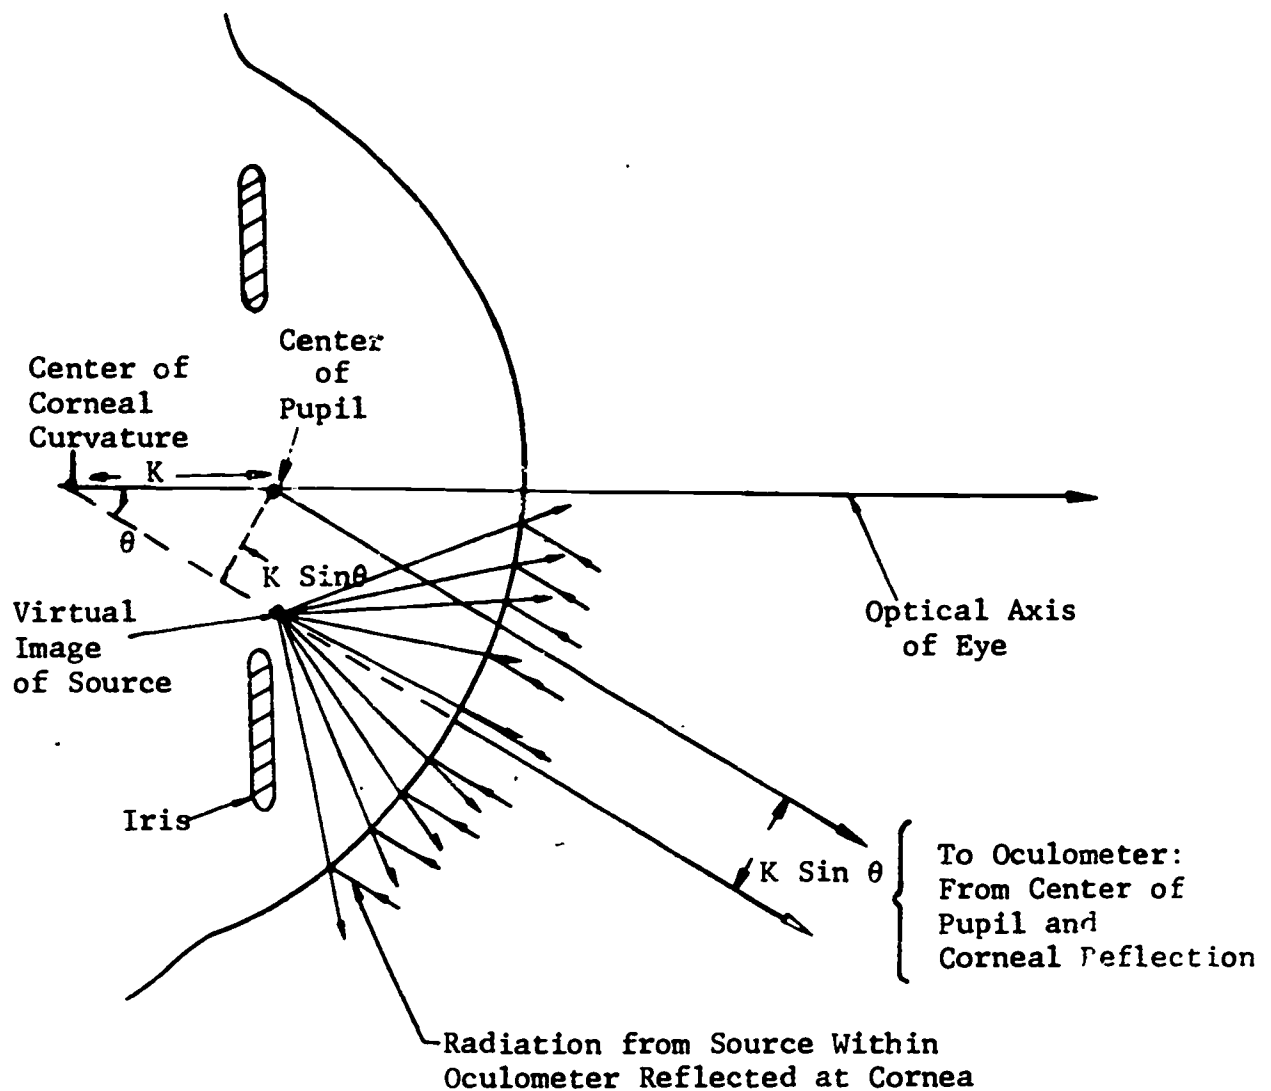 Center
of
Pupil
Center of
Corneal
Curvature
K
θ
K Sinθ
Virtual
Image
of Source
Optical Axis
of Eye
Iris
K Sin θ
To Oculometer:
From Center of
Pupil and
Corneal Reflection
Radiation from Source Within
Oculometer Reflected at Cornea